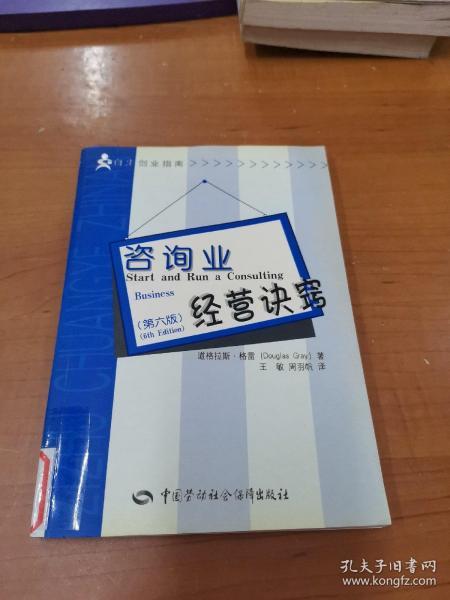 自主创业指南 >>>>>>>>>>>>
咨询业
Start and Run a Consulting
Business
(第六版)
(6th Edition)
经营诀窍
道格拉斯·格雷 (Douglas Gray) 著
王 敏 周羽帆 译
中国劳动社会保障出版社
CHUANGYE
孔夫子旧书网
www.kongfz.com